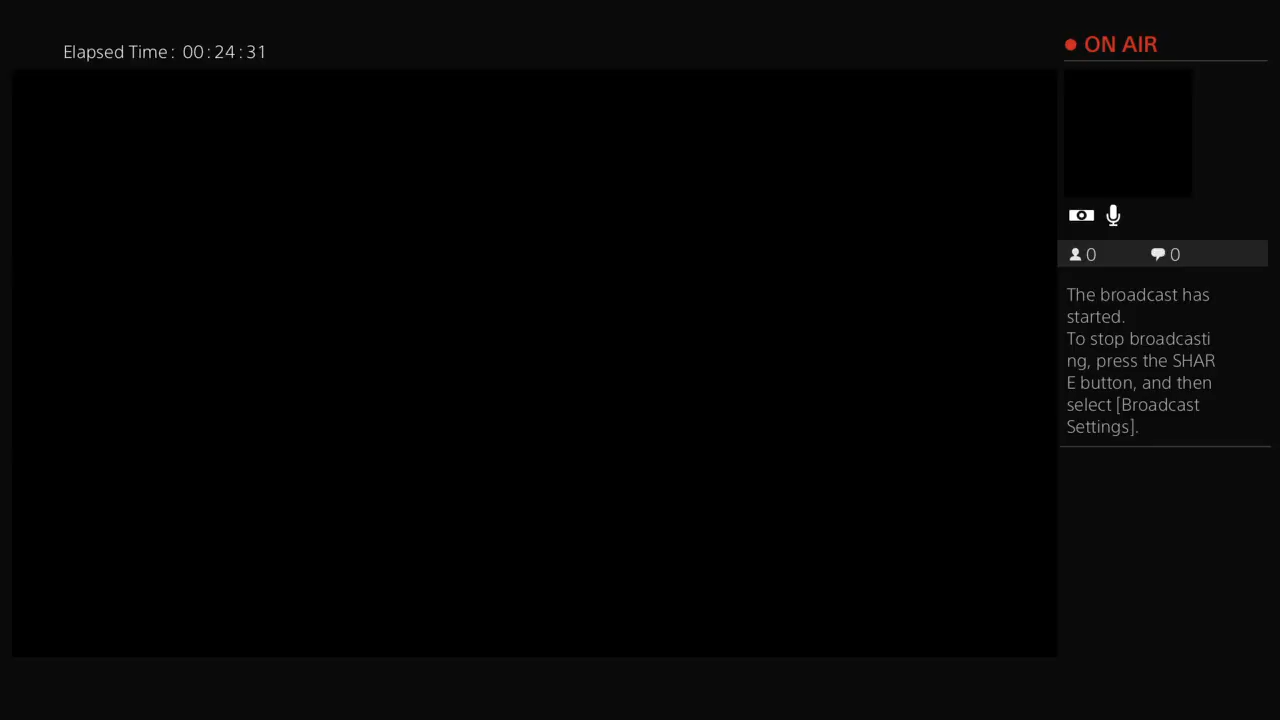 Elapsed Time: 00:24:31
ON AIR
0 0
The broadcast has
started.
To stop broadcasti
ng, press the SHAR
E button, and then
select [Broadcast
Settings].